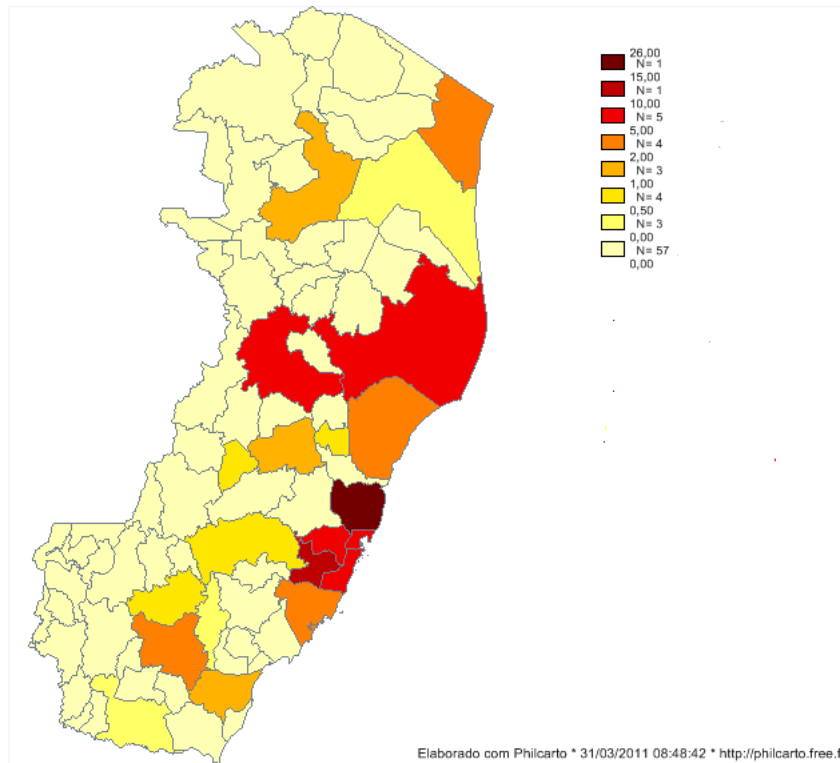 26,00
N= 1
15,00
N= 1
10,00
N= 5
5,00
N= 4
2,00
N= 3
1,00
N= 4
0,50
N= 3
0,00
N= 57
0,00
Elaborado com Philcarto * 31/03/2011 08:48:42 * http://philcarto.free.f